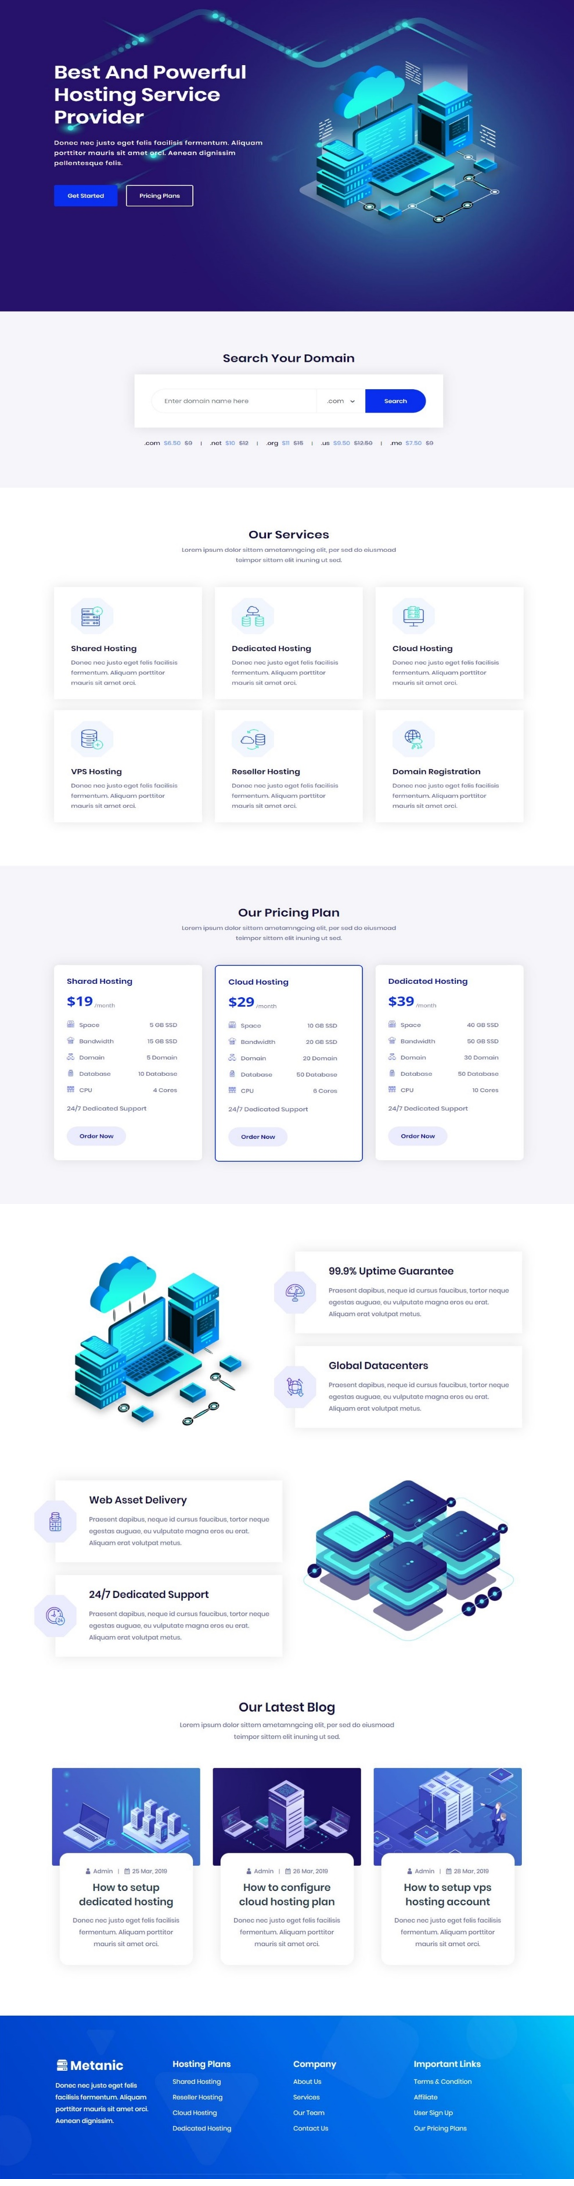 Best And Powerful
Hosting Service
Provider
Donec nec justo eget felis facilisis fermentum. Aliquam
porttitor mauris sit amet orci. Aenean dignissim
pellentesque felis.
Get Started
Pricing Plans
Search Your Domain
Enter domain name here
.com
Search
.com $6.50 $9 | .net $10 $12 | .org $11 $15 | .us $9.50 $12.50 | .me $7.50 $9
Our Services
Lorem ipsum dolor sittem ametamngcing elit, per sed do eiusmoad
teimpor sittem elit inuning ut sed.
Shared Hosting
Donec nec justo eget felis facilisis
fermentum. Aliquam porttitor
mauris sit amet orci.
Dedicated Hosting
Donec nec justo eget felis facilisis
fermentum. Aliquam porttitor
mauris sit amet orci.
Cloud Hosting
Donec nec justo eget felis facilisis
fermentum. Aliquam porttitor
mauris sit amet orci.
VPS Hosting
Donec nec justo eget felis facilisis
fermentum. Aliquam porttitor
mauris sit amet orci.
Reseller Hosting
Donec nec justo eget felis facilisis
fermentum. Aliquam porttitor
mauris sit amet orci.
Domain Registration
Donec nec justo eget felis facilisis
fermentum. Aliquam porttitor
mauris sit amet orci.
Our Pricing Plan
Lorem ipsum dolor sittem ametamngcing elit, per sed do eiusmoad
teimpor sittem elit inuning ut sed.
Shared Hosting
$19 /month
Space 5 GB SSD
Bandwidth 15 GB SSD
Domain 5 Domain
Database 10 Database
CPU 4 Cores
24/7 Dedicated Support
Order Now
Cloud Hosting
$29 /month
Space 10 GB SSD
Bandwidth 20 GB SSD
Domain 20 Domain
Database 50 Database
CPU 6 Cores
24/7 Dedicated Support
Order Now
Dedicated Hosting
$39 /month
Space 40 GB SSD
Bandwidth 50 GB SSD
Domain 30 Domain
Database 50 Database
CPU 10 Cores
24/7 Dedicated Support
Order Now
99.9% Uptime Guarantee
Praesent dapibus, neque id cursus faucibus, tortor neque
egestas auguae, eu vulputate magna eros eu erat.
Aliquam erat volutpat metus.
Global Datacenters
Praesent dapibus, neque id cursus faucibus, tortor neque
egestas auguae, eu vulputate magna eros eu erat.
Aliquam erat volutpat metus.
Web Asset Delivery
Praesent dapibus, neque id cursus faucibus, tortor neque
egestas auguae, eu vulputate magna eros eu erat.
Aliquam erat volutpat metus.
24/7 Dedicated Support
Praesent dapibus, neque id cursus faucibus, tortor neque
egestas auguae, eu vulputate magna eros eu erat.
Aliquam erat volutpat metus.
Our Latest Blog
Lorem ipsum dolor sittem ametamngcing elit, per sed do eiusmoad
teimpor sittem elit inuning ut sed.
Admin | 25 Mar, 2019
How to setup
dedicated hosting
Donec nec justo eget felis facilisis
fermentum. Aliquam porttitor
mauris sit amet orci.
Admin | 26 Mar, 2019
How to configure
cloud hosting plan
Donec nec justo eget felis facilisis
fermentum. Aliquam porttitor
mauris sit amet orci.
Admin | 28 Mar, 2019
How to setup vps
hosting account
Donec nec justo eget felis facilisis
fermentum. Aliquam porttitor
mauris sit amet orci.
Metanic
Donec nec justo eget felis
facilisis fermentum. Aliquam
porttitor mauris sit amet orci.
Aenean dignissim.
Hosting Plans
Shared Hosting
Reseller Hosting
Cloud Hosting
Dedicated Hosting
Company
About Us
Services
Our Team
Contact Us
Important Links
Terms & Condition
Affiliate
User Sign Up
Our Pricing Plans